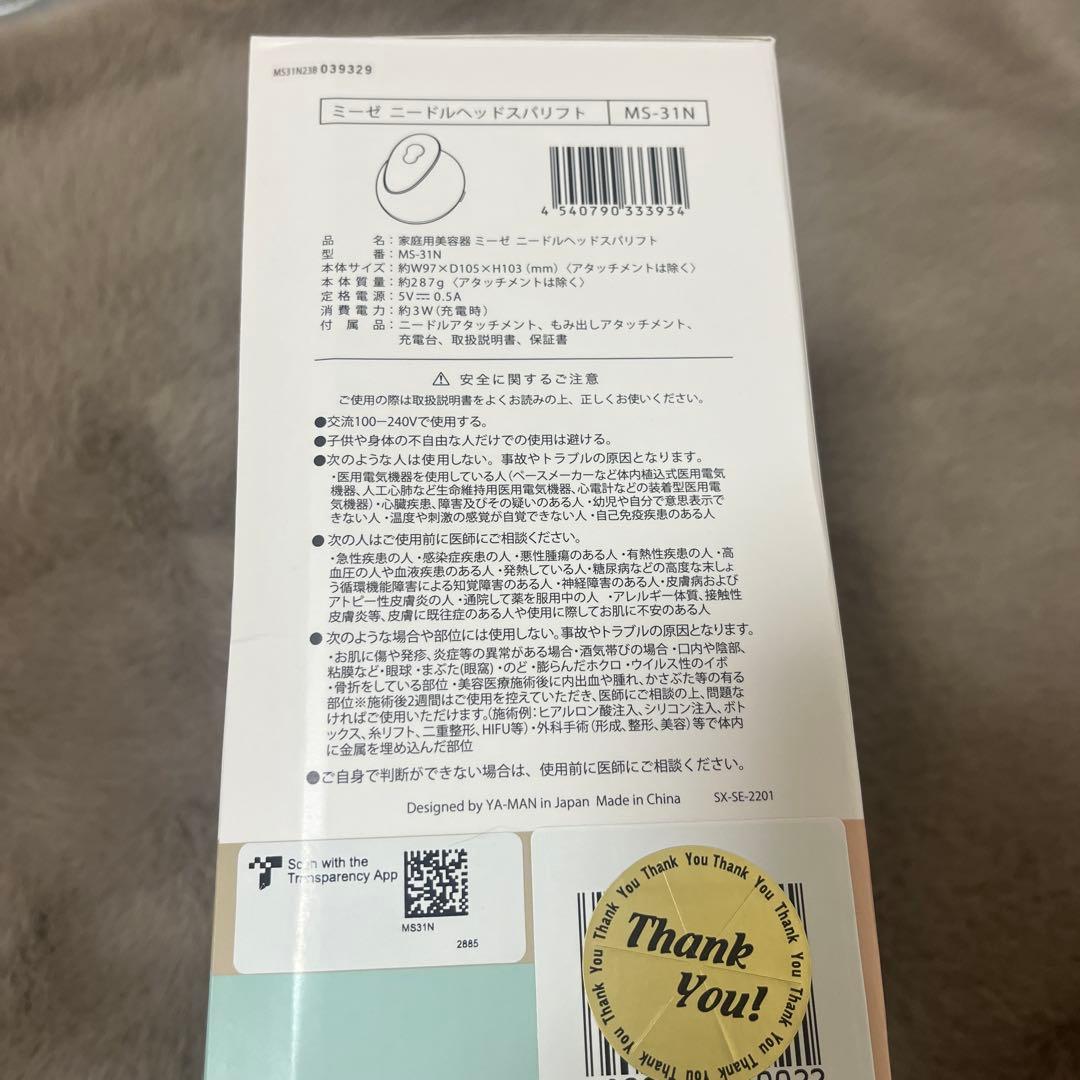 MS31N23B 039329
ミーゼ ニードルヘッドスパリフト MS-31N
4 540790 333934
品名：家庭用美容器 ミーゼ ニードルヘッドスパリフト
型番：MS-31N
本体サイズ：約W97×D105×H103（mm）〈アタッチメントは除く〉
本体質量：約287g〈アタッチメントは除く〉
定格電源：5V⎓0.5A
消費電力：約3W（充電時）
付属品：ニードルアタッチメント、もみ出しアタッチメント、
充電台、取扱説明書、保証書
⚠ 安全に関するご注意
ご使用の際は取扱説明書をよくお読みの上、正しくお使いください。
●交流100－240Vで使用する。
●子供や身体の不自由な人だけでの使用は避ける。
●次のような人は使用しない。事故やトラブルの原因となります。
・医用電気機器を使用している人（ペースメーカーなど体内植込式医用電気
機器、人工心肺など生命維持用医用電気機器、心電計などの装着型医用電
気機器）・心臓疾患、障害及びその疑いのある人・幼児や自分で意思表示で
きない人・温度や刺激の感覚が自覚できない人・自己免疫疾患のある人
●次の人はご使用前に医師にご相談ください。
・急性疾患の人・感染症疾患の人・悪性腫瘍のある人・有熱性疾患の人・高
血圧の人や血液疾患のある人・発熱している人・糖尿病などの高度な末しょ
う循環機能障害による知覚障害のある人・神経障害のある人・皮膚病および
アトピー性皮膚炎の人・通院して薬を服用中の人・アレルギー体質、接触性
皮膚炎等、皮膚に既往症のある人や使用に際してお肌に不安のある人
●次のような場合や部位には使用しない。事故やトラブルの原因となります。
・お肌に傷や発疹、炎症等の異常がある場合・酒気帯びの場合・口内や陰部、
粘膜など・眼球・まぶた(眼窩)・のど・膨らんだホクロ・ウイルス性のイボ
・骨折をしている部位・美容医療施術後に内出血や腫れ、かさぶた等の有る
部位※施術後2週間はご使用を控えていただき、医師にご相談の上、問題な
ければご使用いただけます。（施術例：ヒアルロン酸注入、シリコン注入、ボト
ックス、糸リフト、二重整形、HIFU等）・外科手術（形成、整形、美容）等で体内
に金属を埋め込んだ部位
●ご自身で判断ができない場合は、使用前に医師にご相談ください。
Designed by YA-MAN in Japan Made in China SX-SE-2201
Scan with the
Transparency App
MS31N
2885
Thank You Thank You Thank You Thank You Thank You Thank You
Thank
You!